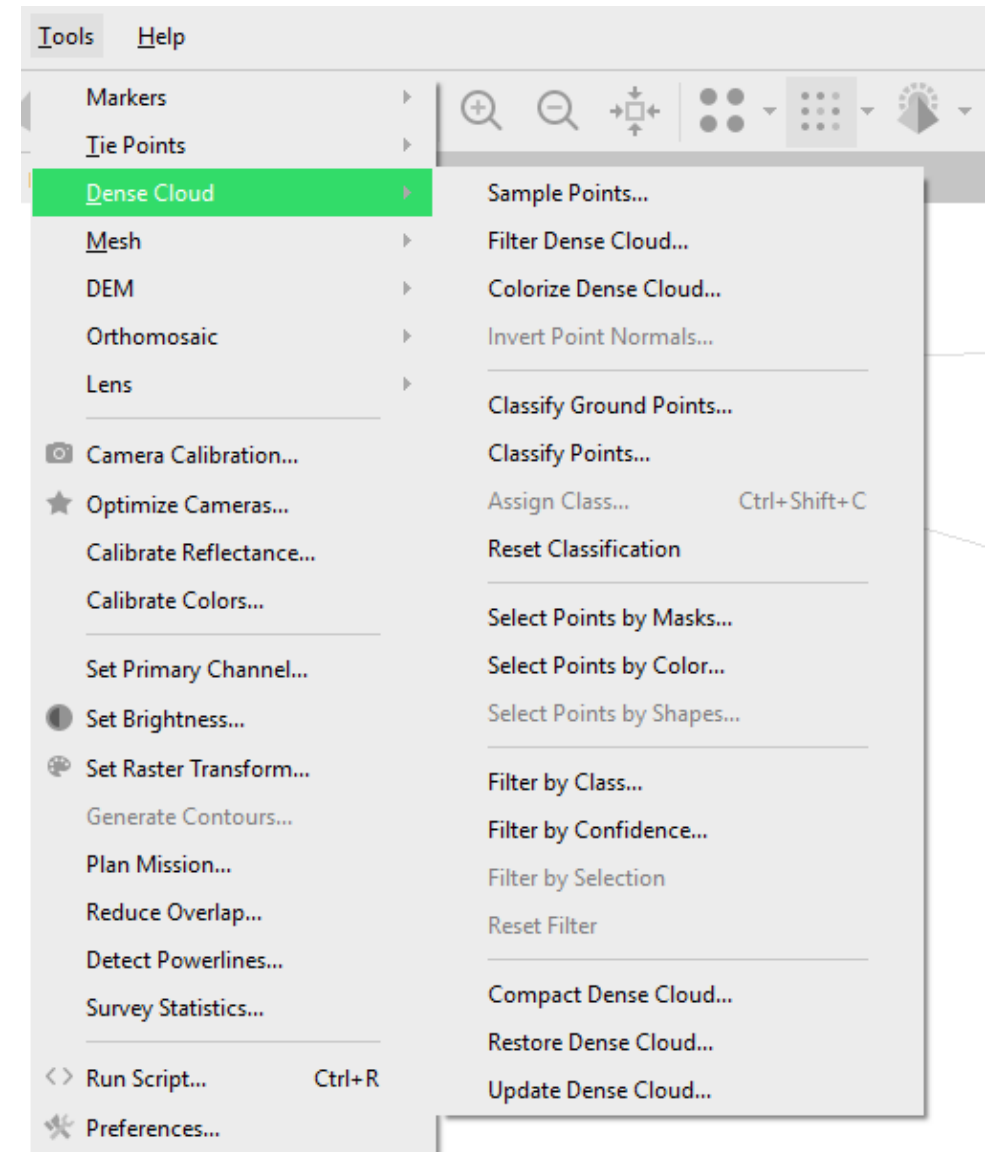 Tools Help
Markers
Tie Points
Dense Cloud
Mesh
DEM
Orthomosaic
Lens
Camera Calibration...
Optimize Cameras...
Calibrate Reflectance...
Calibrate Colors...
Set Primary Channel...
Set Brightness...
Set Raster Transform...
Generate Contours...
Plan Mission...
Reduce Overlap...
Detect Powerlines...
Survey Statistics...
Run Script... Ctrl+R
Preferences...
Sample Points...
Filter Dense Cloud...
Colorize Dense Cloud...
Invert Point Normals...
Classify Ground Points...
Classify Points...
Assign Class... Ctrl+Shift+C
Reset Classification
Select Points by Masks...
Select Points by Color...
Select Points by Shapes...
Filter by Class...
Filter by Confidence...
Filter by Selection
Reset Filter
Compact Dense Cloud...
Restore Dense Cloud...
Update Dense Cloud...